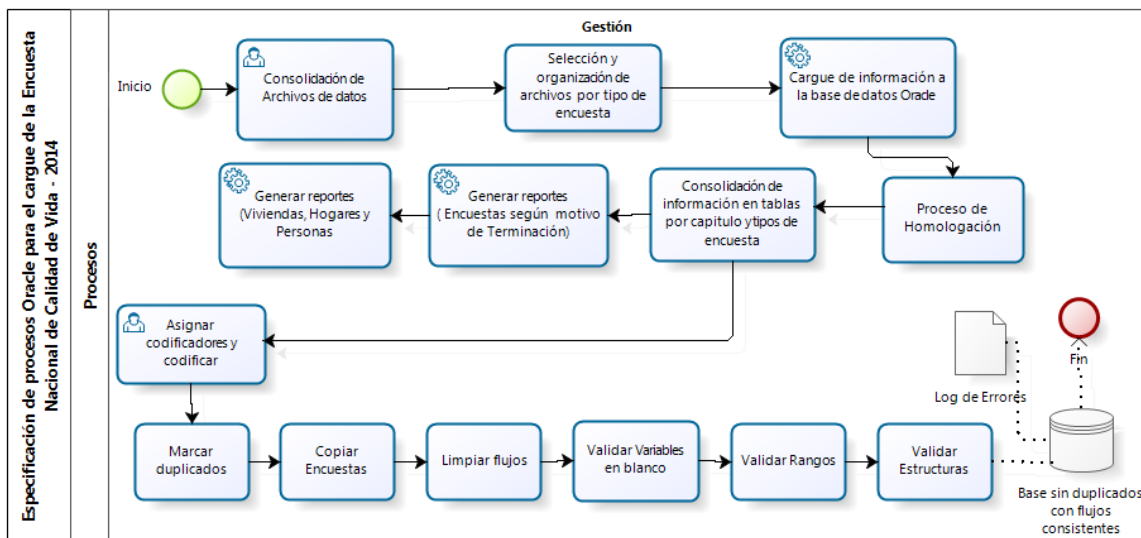 Especificación de procesos Oracle para el cargue de la Encuesta
Nacional de Calidad de Vida - 2014
Procesos
Gestión
Inicio
Consolidación de
Archivos de datos
Selección y
organización de
archivos por tipo de
encuesta
Cargue de información a
la base de datos Oracle
Generar reportes
(Viviendas, Hogares y
Personas
Generar reportes
( Encuestas según motivo
de Terminación)
Consolidación de
información en tablas
por capitulo y tipos de
encuesta
Proceso de
Homologación
Asignar
codificadores y
codificar
Log de Errores
Fin
Marcar
duplicados
Copiar
Encuestas
Limpiar flujos
Validar Variables
en blanco
Validar Rangos
Validar
Estructuras
Base sin duplicados
con flujos
consistentes